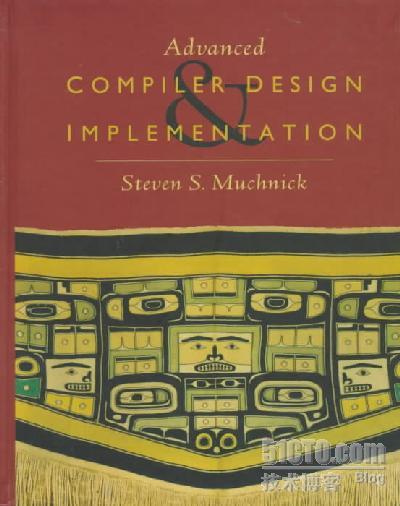 Advanced
COMPILER DESIGN
&
IMPLEMENTATION
Steven S. Muchnick
51CTO.com
技术博客 Blog